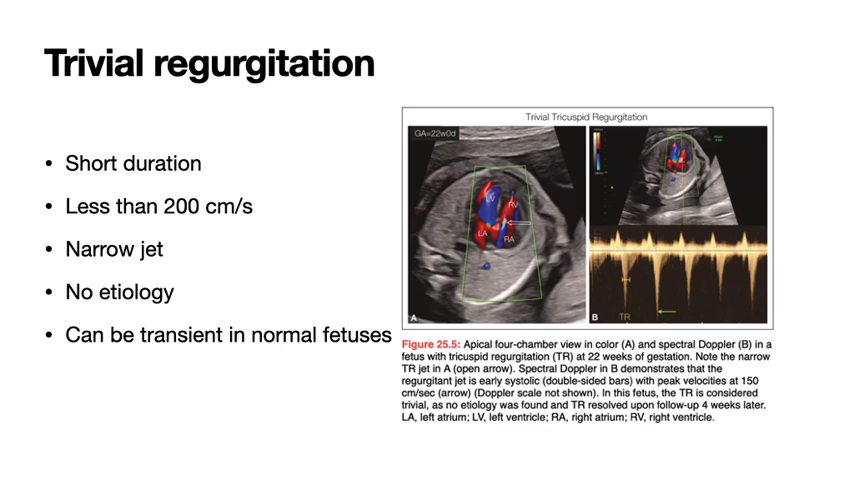 Trivial regurgitation
• Short duration
• Less than 200 cm/s
• Narrow jet
• No etiology
• Can be transient in normal fetuses
Trivial Tricuspid Regurgitation
GA=22w0d
LV
RV
LA
RA
A
TR
B
Figure 25.5: Apical four-chamber view in color (A) and spectral Doppler (B) in a
fetus with tricuspid regurgitation (TR) at 22 weeks of gestation. Note the narrow
TR jet in A (open arrow). Spectral Doppler in B demonstrates that the
regurgitant jet is early systolic (double-sided bars) with peak velocities at 150
cm/sec (arrow) (Doppler scale not shown). In this fetus, the TR is considered
trivial, as no etiology was found and TR resolved upon follow-up 4 weeks later.
LA, left atrium; LV, left ventricle; RA, right atrium; RV, right ventricle.